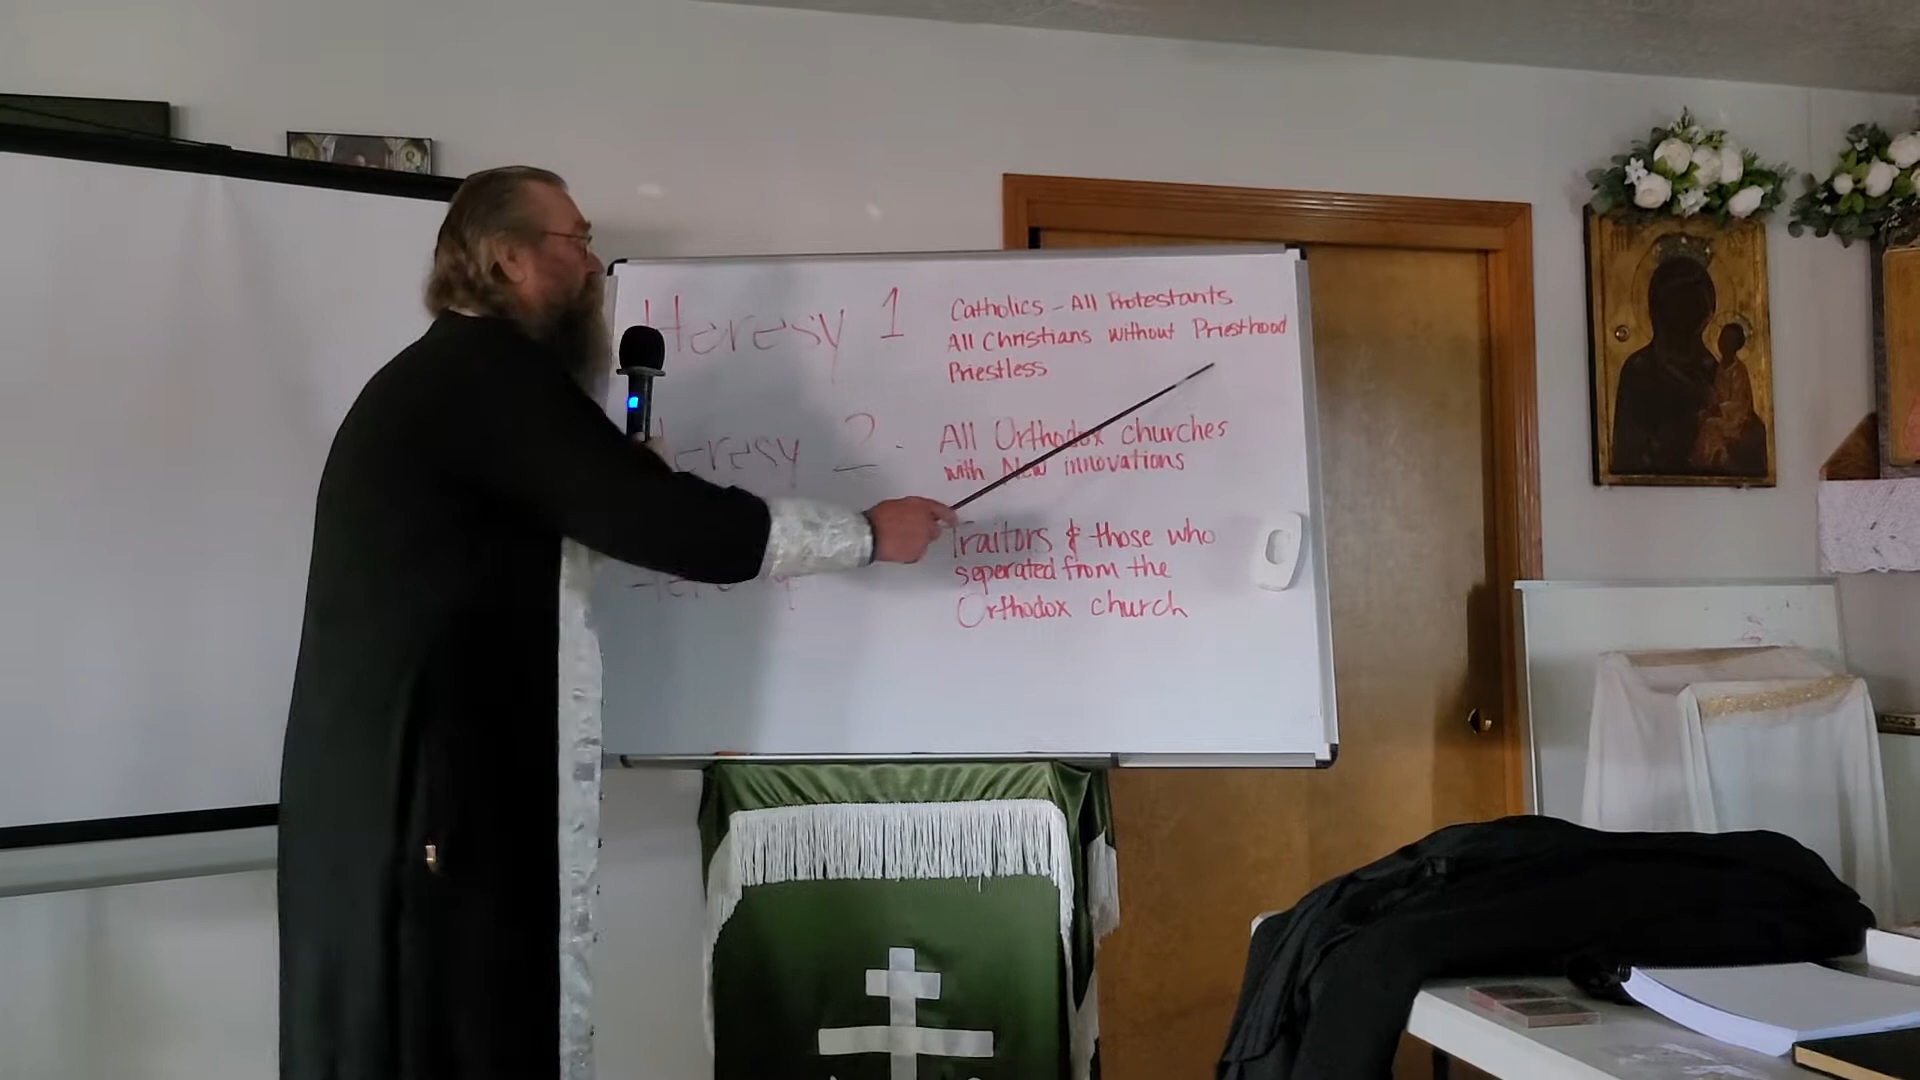 Heresy 1
Catholics - All Protestants
All Christians without Priesthood
Priestless
Heresy 2.
All Orthodox churches
with New innovations
Traitors & those who
seperated from the
Orthodox church